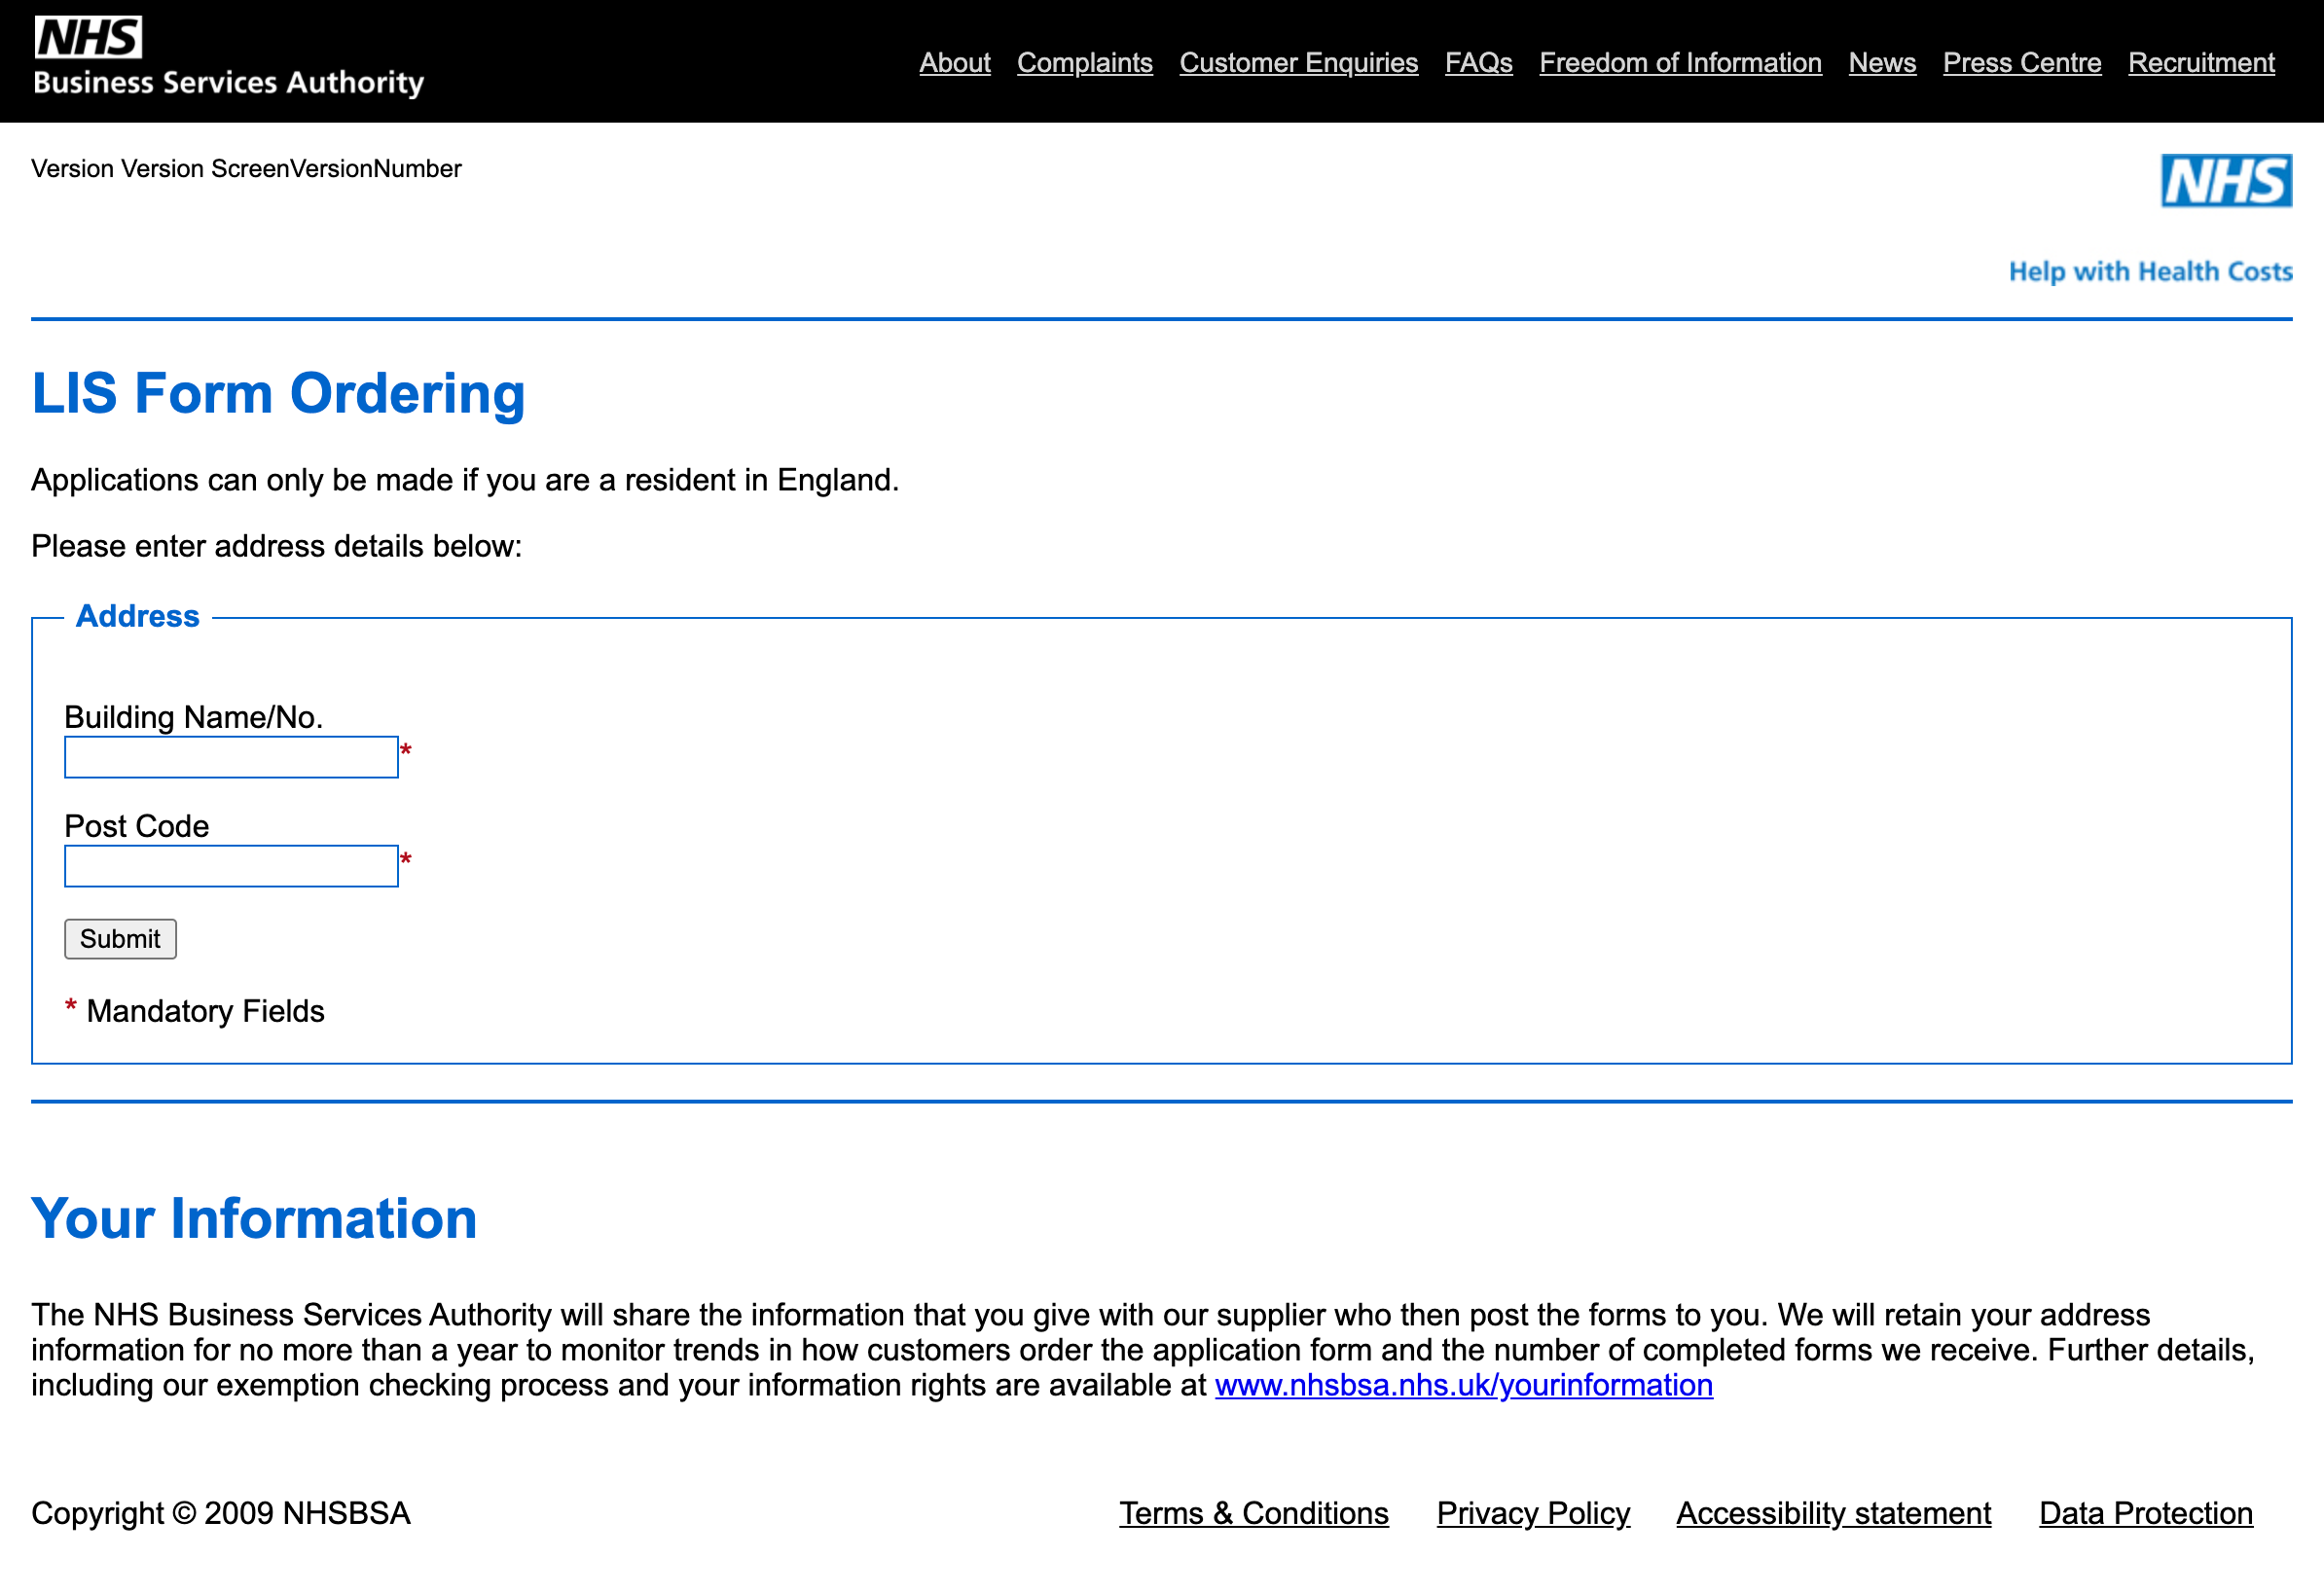 NHS
Business Services Authority
About Complaints Customer Enquiries FAQs Freedom of Information News Press Centre Recruitment
Version Version ScreenVersionNumber
NHS
Help with Health Costs
LIS Form Ordering
Applications can only be made if you are a resident in England.
Please enter address details below:
Address
Building Name/No.
*
Post Code
*
Submit
* Mandatory Fields
Your Information
The NHS Business Services Authority will share the information that you give with our supplier who then post the forms to you. We will retain your address
information for no more than a year to monitor trends in how customers order the application form and the number of completed forms we receive. Further details,
including our exemption checking process and your information rights are available at www.nhsbsa.nhs.uk/yourinformation
Copyright © 2009 NHSBSA Terms & Conditions Privacy Policy Accessibility statement Data Protection